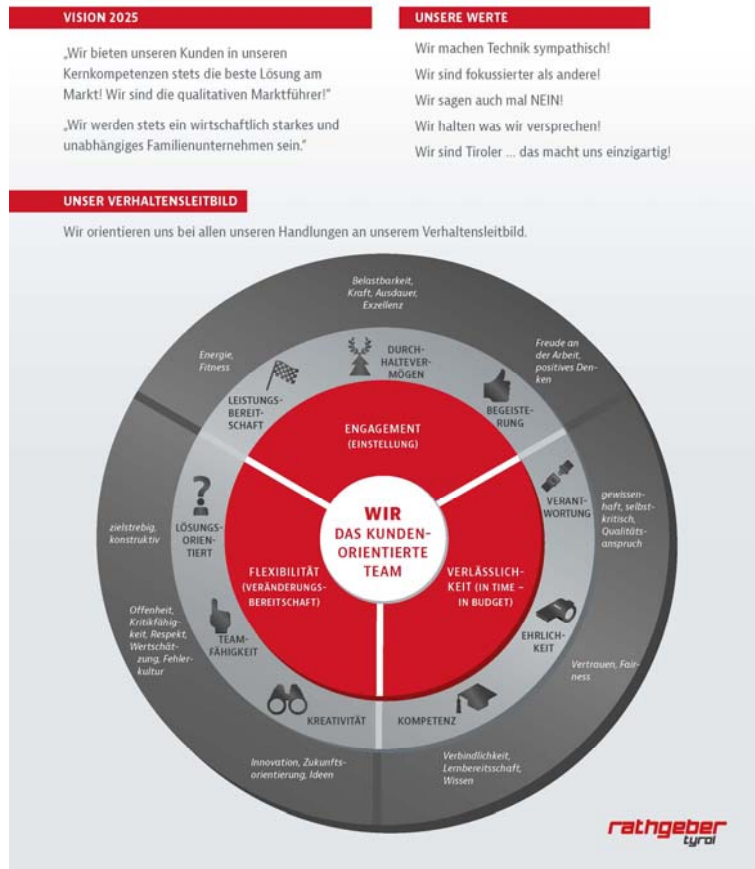 VISION 2025
„Wir bieten unseren Kunden in unseren
Kernkompetenzen stets die beste Lösung am
Markt! Wir sind die qualitativen Marktführer!“
„Wir werden stets ein wirtschaftlich starkes und
unabhängiges Familienunternehmen sein.“
UNSERE WERTE
Wir machen Technik sympathisch!
Wir sind fokussierter als andere!
Wir sagen auch mal NEIN!
Wir halten was wir versprechen!
Wir sind Tiroler ... das macht uns einzigartig!
UNSER VERHALTENSLEITBILD
Wir orientieren uns bei allen unseren Handlungen an unserem Verhaltensleitbild.
Belastbarkeit,
Kraft, Ausdauer,
Exzellenz
Energie,
Fitness
Freude an
der Arbeit,
positives Den-
ken
DURCH-
HALTEVER-
MÖGEN
LEISTUNGS-
BEREIT-
SCHAFT
BEGEISTE-
RUNG
ENGAGEMENT
(EINSTELLUNG)
WIR
DAS KUNDEN-
ORIENTIERTE
TEAM
VERANT-
WORTUNG
gewissen-
haft, selbst-
kritisch,
Qualitäts-
anspruch
zielstrebig,
konstruktiv
LÖSUNGS-
ORIEN-
TIERT
FLEXIBILITÄT
(VERÄNDERUNGS-
BEREITSCHAFT)
VERLÄSSLICH-
KEIT (IN TIME –
IN BUDGET)
Offenheit,
Kritikfähig-
keit, Respekt,
Wertschät-
zung, Fehler-
kultur
TEAM-
FÄHIGKEIT
EHRLICH-
KEIT
Vertrauen, Fair-
ness
KREATIVITÄT
KOMPETENZ
Innovation, Zukunfts-
orientierung, Ideen
Verbindlichkeit,
Lernbereitsschaft,
Wissen
rathgeber
tyrol